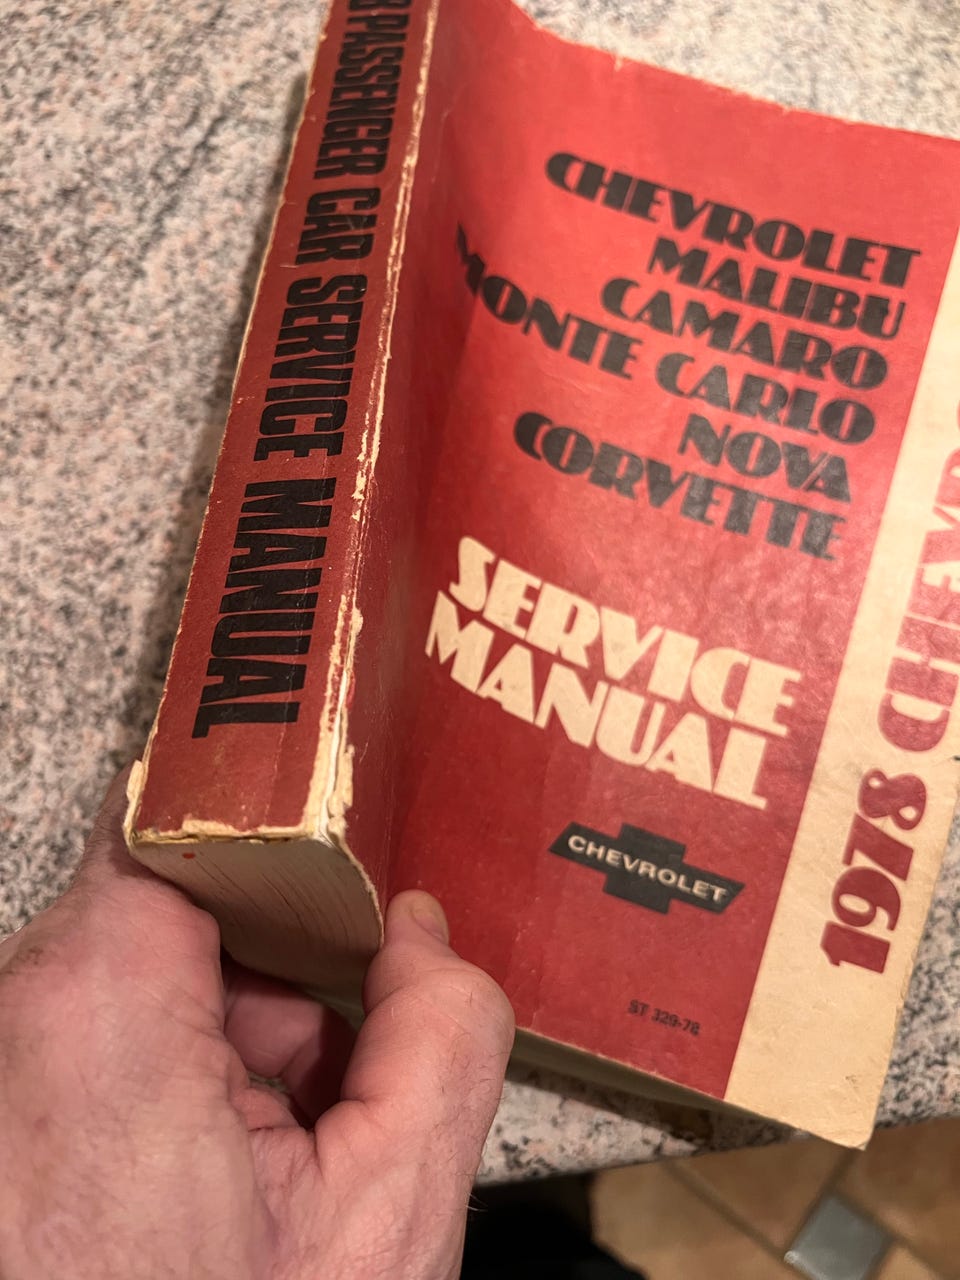 PASSENGER CAR SERVICE MANUAL
CHEVROLET
MALIBU
CAMARO
MONTE CARLO
NOVA
CORVETTE
SERVICE
MANUAL
CHEVROLET
ST 329-78
1978